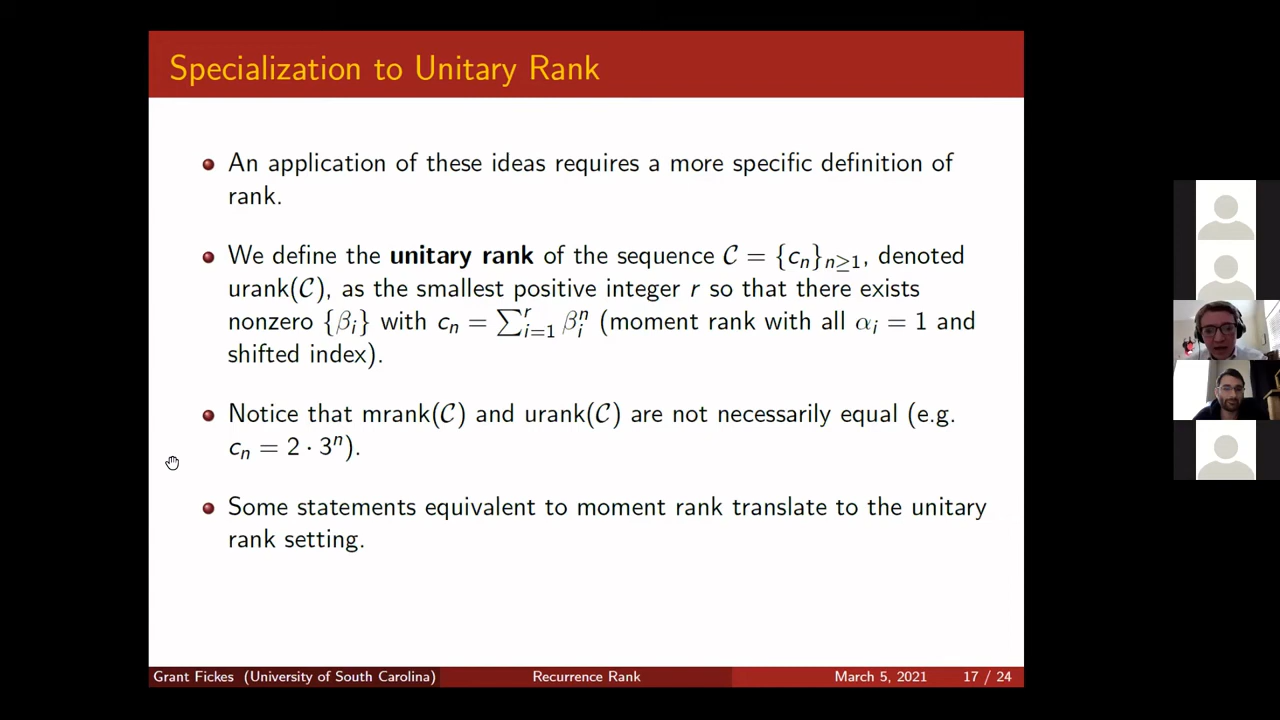 Specialization to Unitary Rank
An application of these ideas requires a more specific definition of
rank.
We define the unitary rank of the sequence 𝒞 = {cₙ}ₙ≥₁, denoted
urank(𝒞), as the smallest positive integer r so that there exists
nonzero {βᵢ} with cₙ = ∑ʳᵢ₌₁ βᵢⁿ (moment rank with all αᵢ = 1 and
shifted index).
Notice that mrank(𝒞) and urank(𝒞) are not necessarily equal (e.g.
cₙ = 2 · 3ⁿ).
Some statements equivalent to moment rank translate to the unitary
rank setting.
Grant Fickes (University of South Carolina) Recurrence Rank March 5, 2021 17 / 24